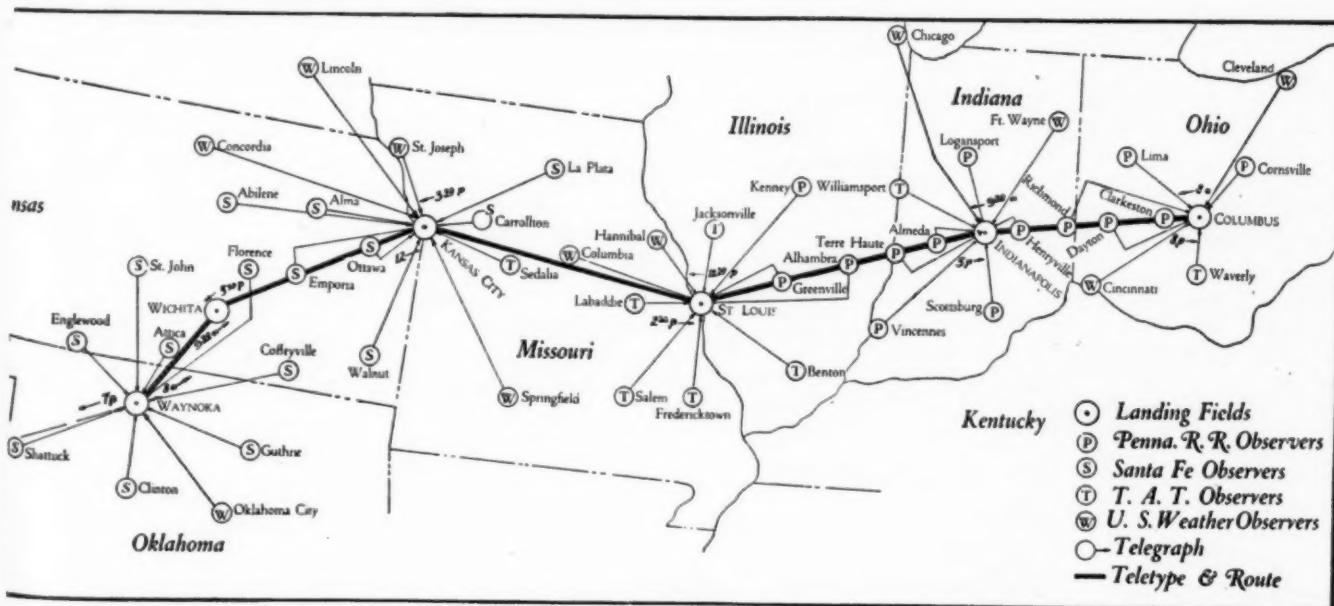 W Chicago
Cleveland W
W Lincoln
Indiana
Ft. Wayne W
Illinois
Ohio
Logansport
P
W Concordia
W St. Joseph
P Lima
P Cornsville
S La Plata
Kenney P
Williamsport T
Richmond
nsas
Abilene
S
Alma
S
S
Carrollton
Jacksonville
T
Clarkeston
COLUMBUS
Hannibal W
Almeda
P
P
P
P
P
Florence
S
Terre Haute
P
Henryville
Dayton
S St. John
Ottawa
S
KANSAS CITY
W Columbia
Alhambra
P
INDIANAPOLIS
3P
8P
T
Sedalia
S
Emporia
P
Greenville
T Waverly
W
Cincinnati
WICHITA
Labaddie T
ST LOUIS
Scottsburg P
Englewood
S
Attica
S
P
Vincennes
Coffeyville
S
S
Walnut
Missouri
T Benton
7P
WAYNOKA
W Springfield
T Salem
T
Fredericktown
Kentucky
Landing Fields
S
Shattuck
S Guthrie
P Penna. R. R. Observers
S Santa Fe Observers
S Clinton
T T. A. T. Observers
W Oklahoma City
W U. S. Weather Observers
Oklahoma
Telegraph
Teletype & Route